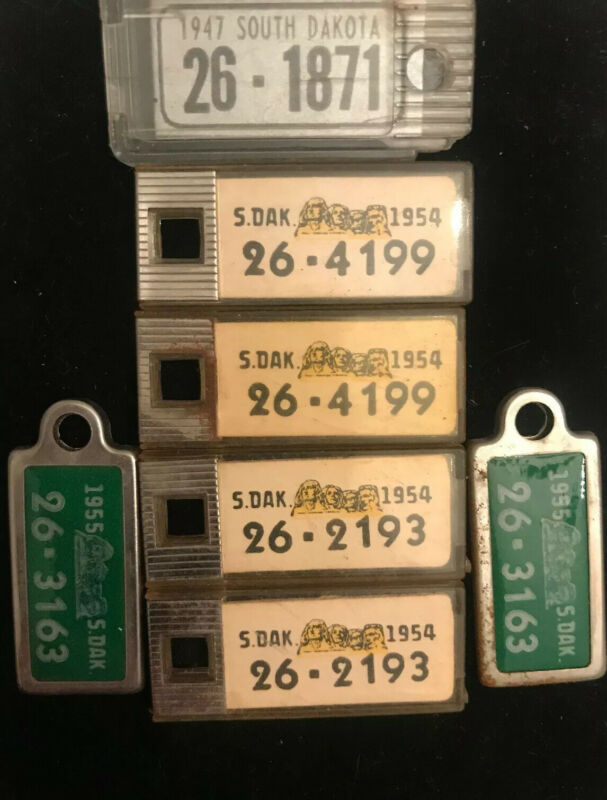 1947 SOUTH DAKOTA
26·1871
S.DAK. 1954
26·4199
S.DAK. 1954
26·4199
S.DAK. 1954
26·2193
S.DAK. 1954
26·2193
1955 S.DAK.
26·3163
1955 S.DAK.
26·3163